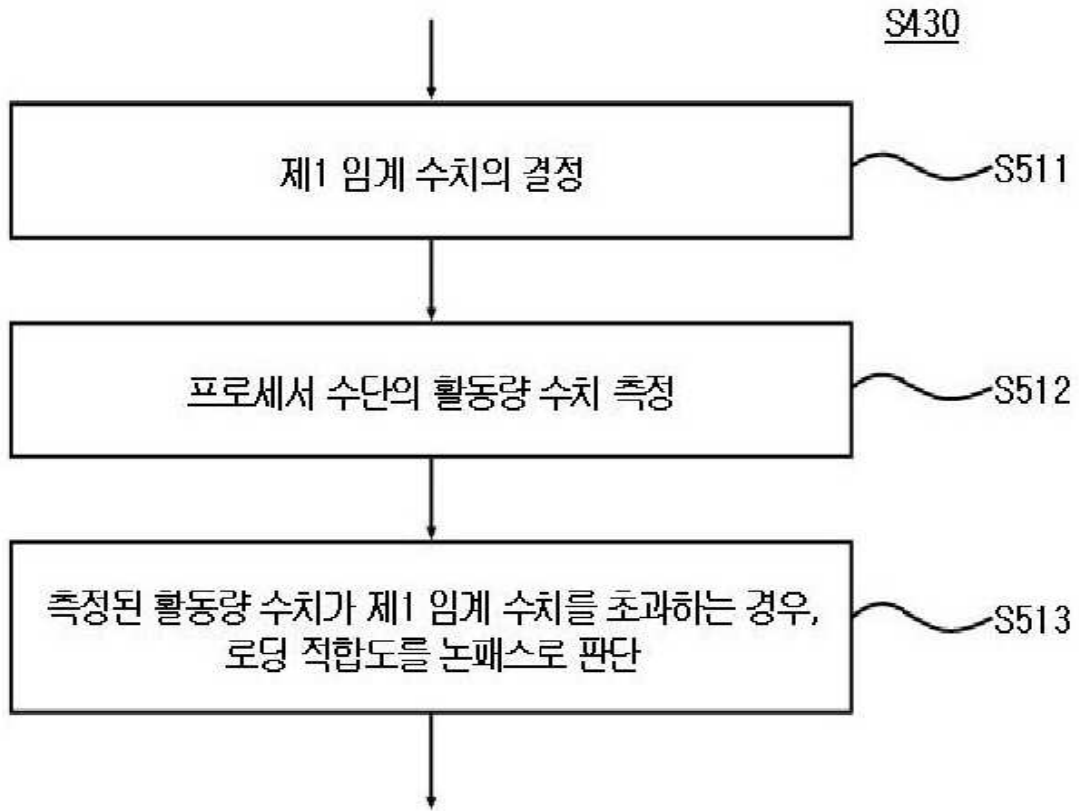 S430
제1 임계 수치의 결정
S511
프로세서 수단의 활동량 수치 측정
S512
측정된 활동량 수치가 제1 임계 수치를 초과하는 경우,
로딩 적합도를 논패스로 판단
S513